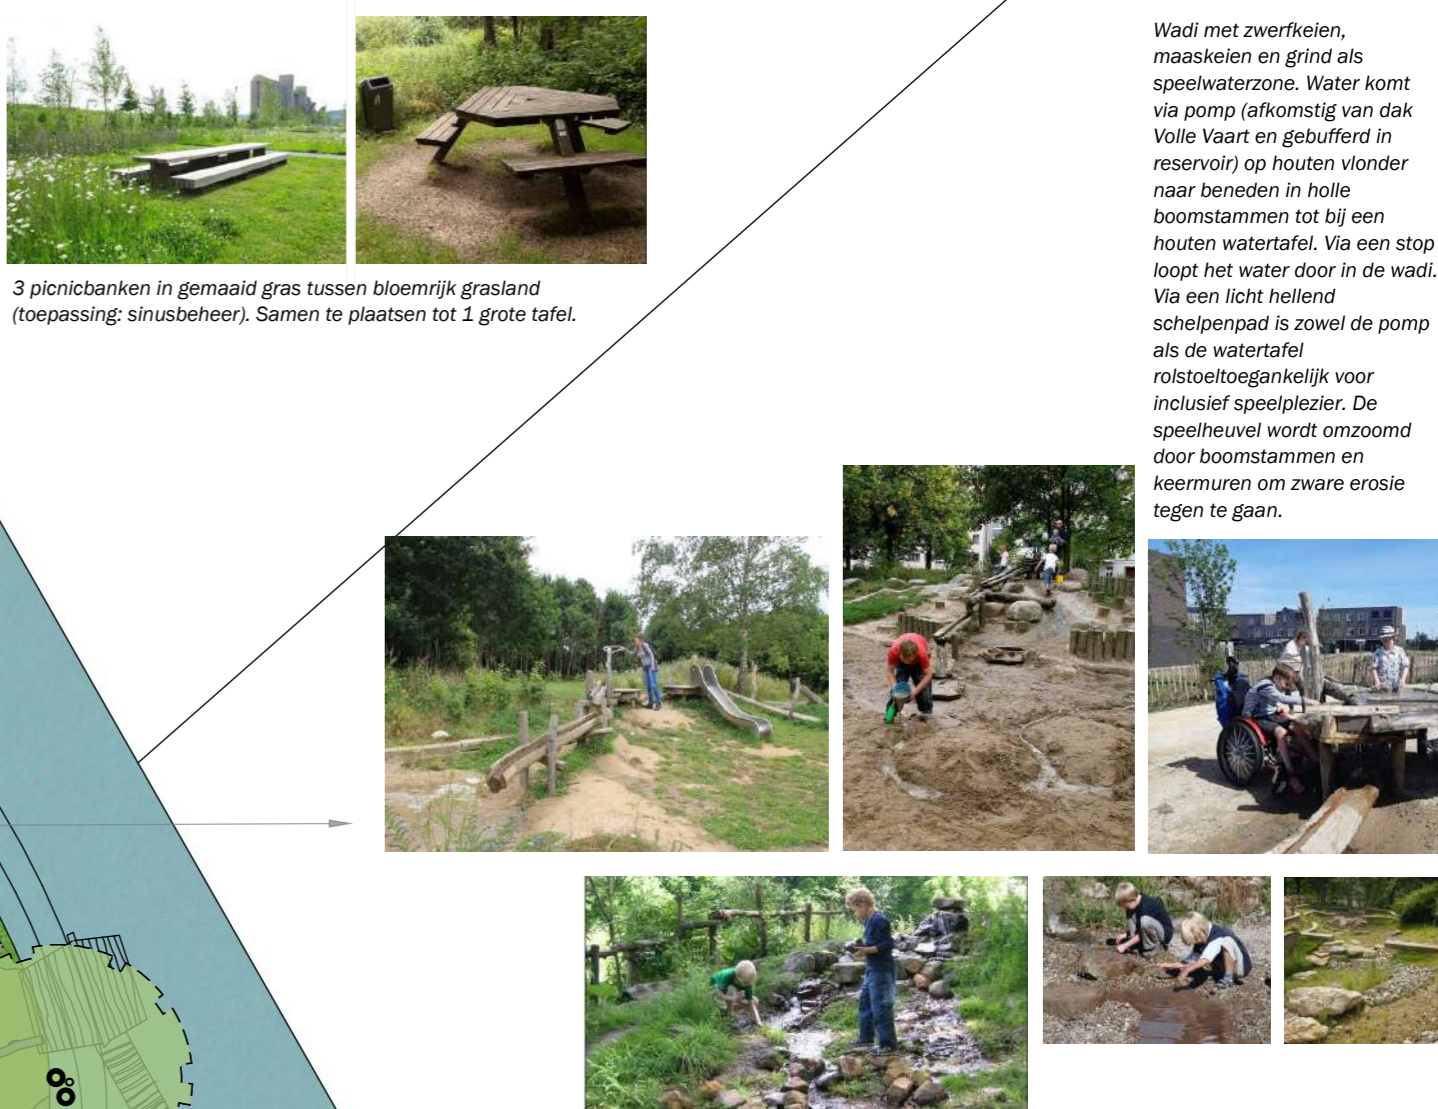 3 picnicbanken in gemaaid gras tussen bloemrijk grasland
(toepassing: sinusbeheer). Samen te plaatsen tot 1 grote tafel.
Wadi met zwerfkeien,
maaskeien en grind als
speelwaterzone. Water komt
via pomp (afkomstig van dak
Volle Vaart en gebufferd in
reservoir) op houten vlonder
naar beneden in holle
boomstammen tot bij een
houten watertafel. Via een stop
loopt het water door in de wadi.
Via een licht hellend
schelpenpad is zowel de pomp
als de watertafel
rolstoeltoegankelijk voor
inclusief speelplezier. De
speelheuvel wordt omzoomd
door boomstammen en
keermuren om zware erosie
tegen te gaan.